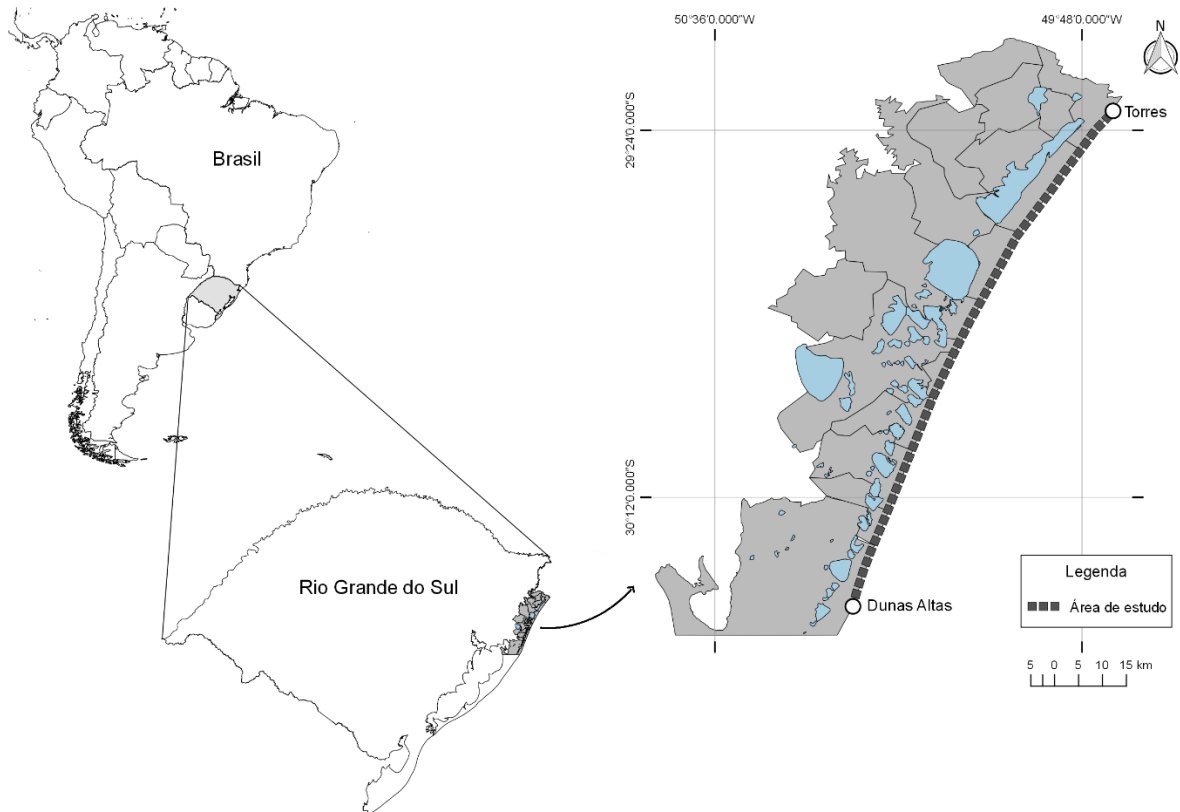 Brasil
Rio Grande do Sul
50°36'0.000"W
49°48'0.000"W
N
29°24'0.000"S
Torres
30°12'0.000"S
Dunas Altas
Legenda
Área de estudo
5 0 5 10 15 km